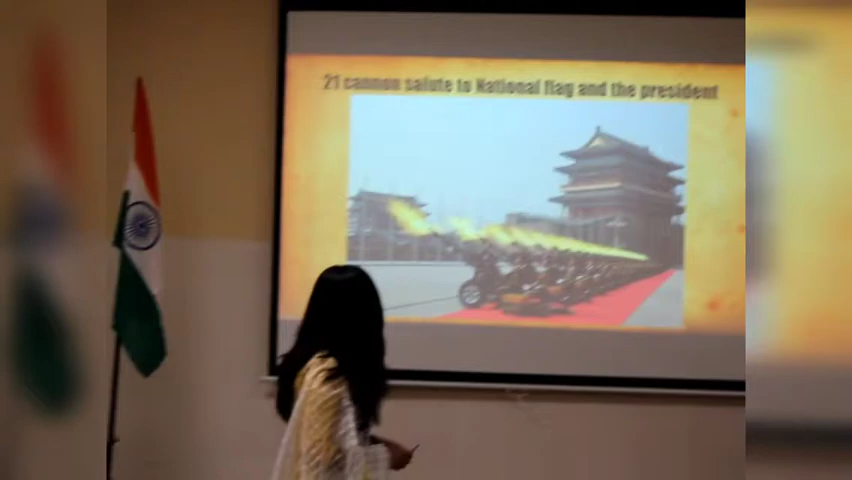 21 cannon salute to National flag and the president